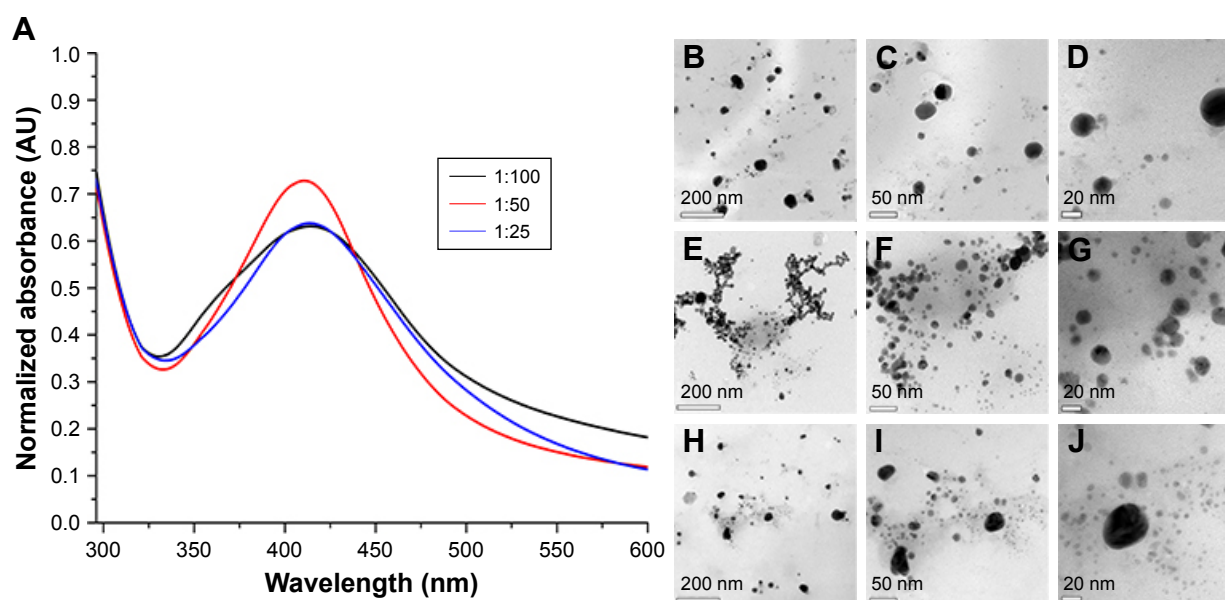 A
Normalized absorbance (AU)
1.0
0.9
0.8
0.7
0.6
0.5
0.4
0.3
0.2
0.1
0.0
300
350
400
450
500
550
600
Wavelength (nm)
1:100
1:50
1:25
B
200 nm
C
50 nm
D
20 nm
E
200 nm
F
50 nm
G
20 nm
H
200 nm
I
50 nm
J
20 nm